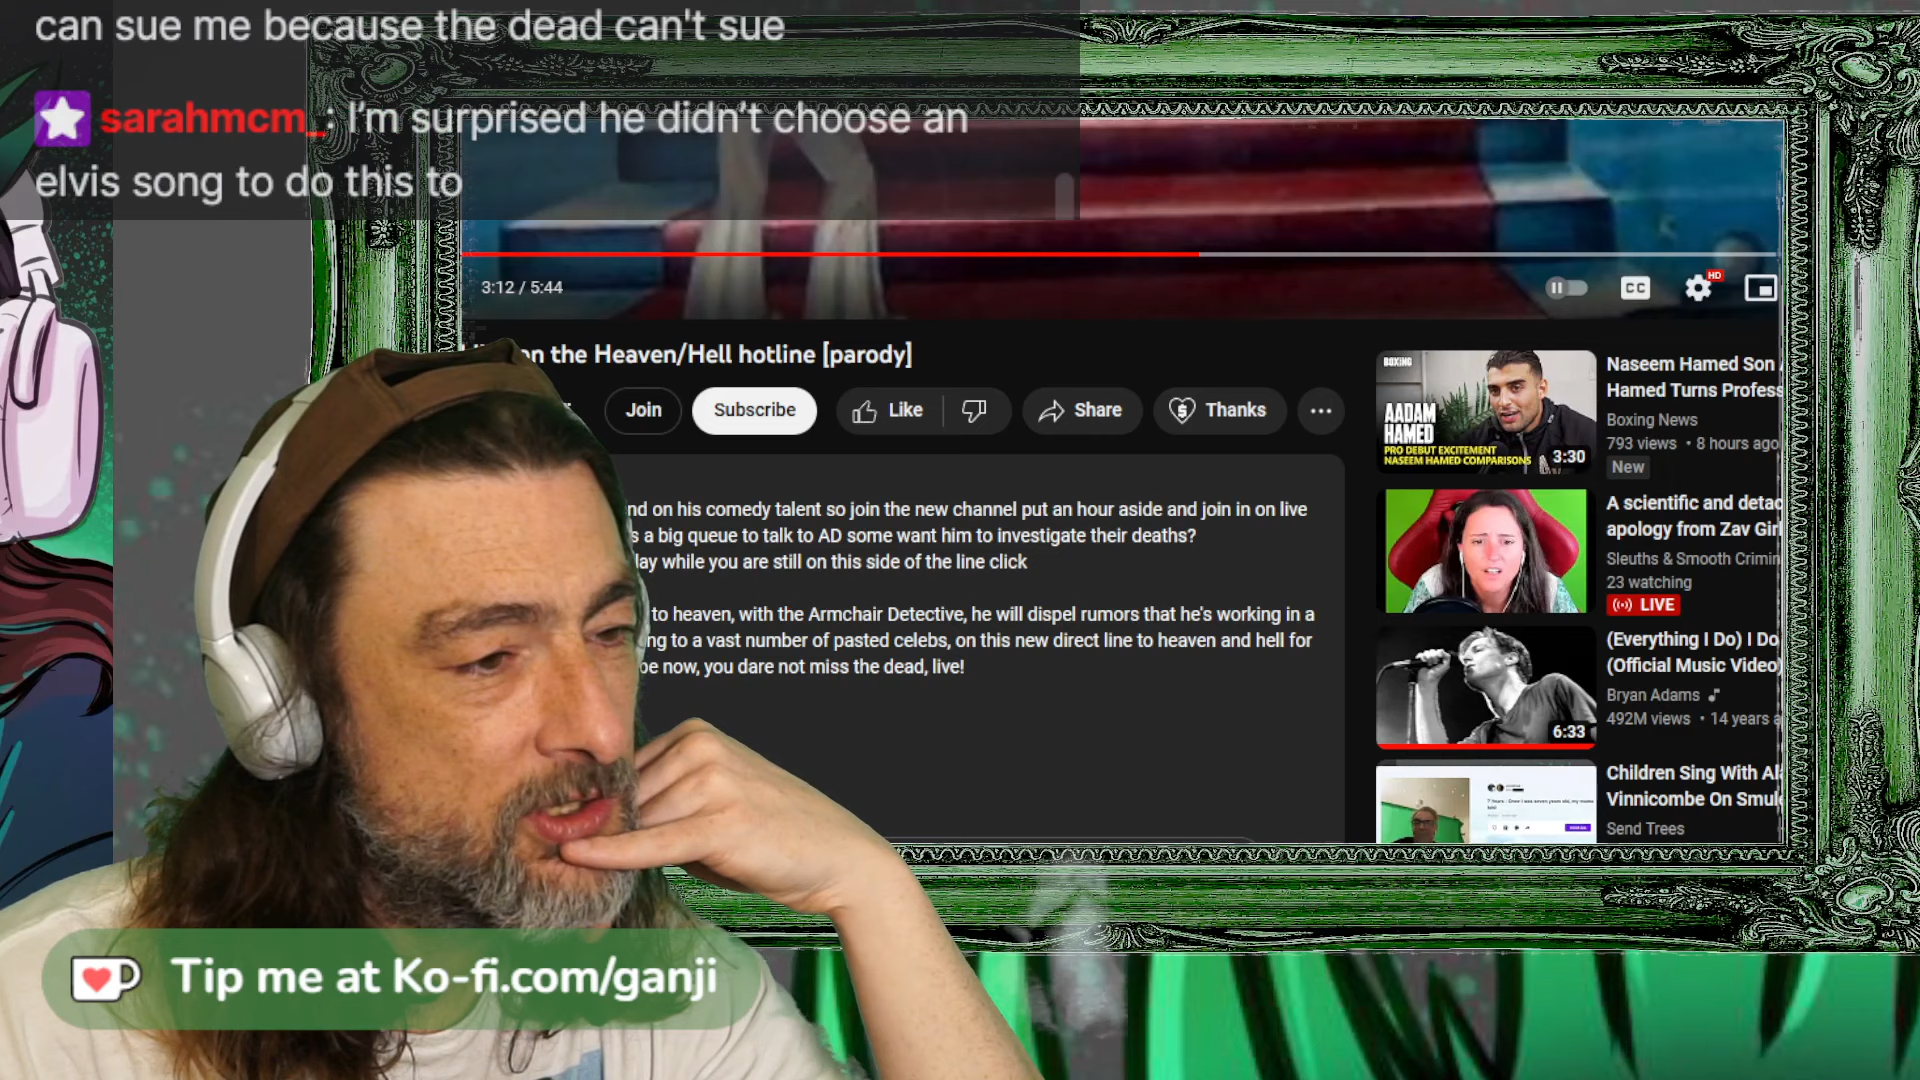 can sue me because the dead can't sue
sarahmcm_: I'm surprised he didn't choose an
elvis song to do this to
3:12 / 5:44
CC
HD
on the Heaven/Hell hotline [parody]
Join
Subscribe
Like
Share
Thanks
nd on his comedy talent so join the new channel put an hour aside and join in on live
s a big queue to talk to AD some want him to investigate their deaths?
lay while you are still on this side of the line click
to heaven, with the Armchair Detective, he will dispel rumors that he's working in a
ng to a vast number of pasted celebs, on this new direct line to heaven and hell for
be now, you dare not miss the dead, live!
BOXING
AADAM
HAMED
PRO DEBUT EXCITEMENT
NASEEM HAMED COMPARISONS
3:30
Naseem Hamed Son
Hamed Turns Profess
Boxing News
793 views • 8 hours ago
New
A scientific and detac
apology from Zav Girl
Sleuths & Smooth Crimin
23 watching
LIVE
6:33
(Everything I Do) I Do
(Official Music Video)
Bryan Adams
492M views • 14 years a
Children Sing With Al
Vinnicombe On Smul
Send Trees
Tip me at Ko-fi.com/ganji